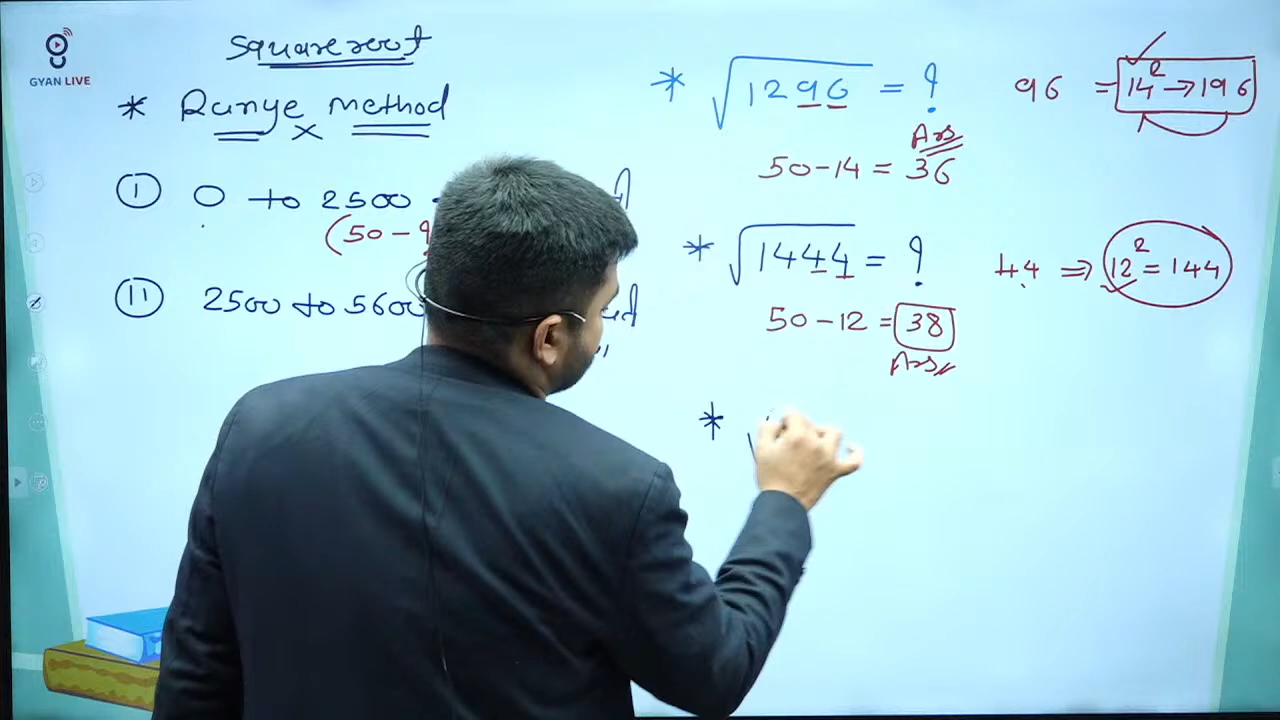 GYAN LIVE
Squareroot
* Range method
×
① 0 to 2500
(50 -
② 2500 to 5600
* √1296 = ?
96 = 14² → 196
Ans
50-14 = 36
* √1444 = ?
44 ⇒ 12² = 144
50-12 = 38
Ans
*